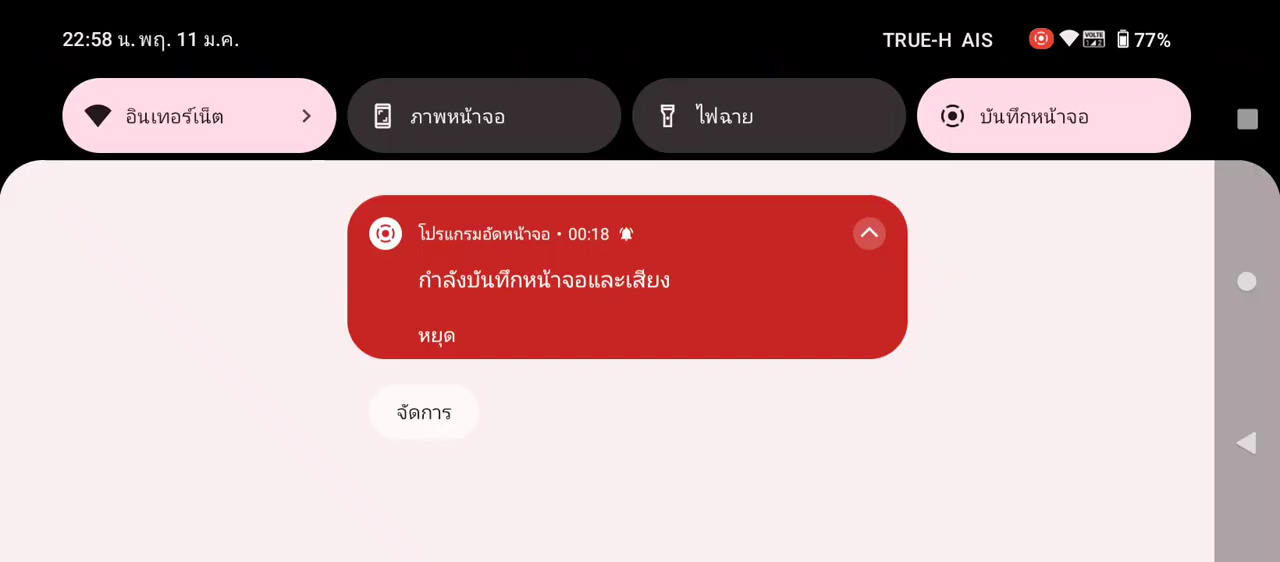 22:58 น. พฤ. 11 ม.ค.
TRUE-H AIS
VOLTE
1 2
77%
อินเทอร์เน็ต
ภาพหน้าจอ
ไฟฉาย
บันทึกหน้าจอ
โปรแกรมอัดหน้าจอ • 00:18
กำลังบันทึกหน้าจอและเสียง
หยุด
จัดการ